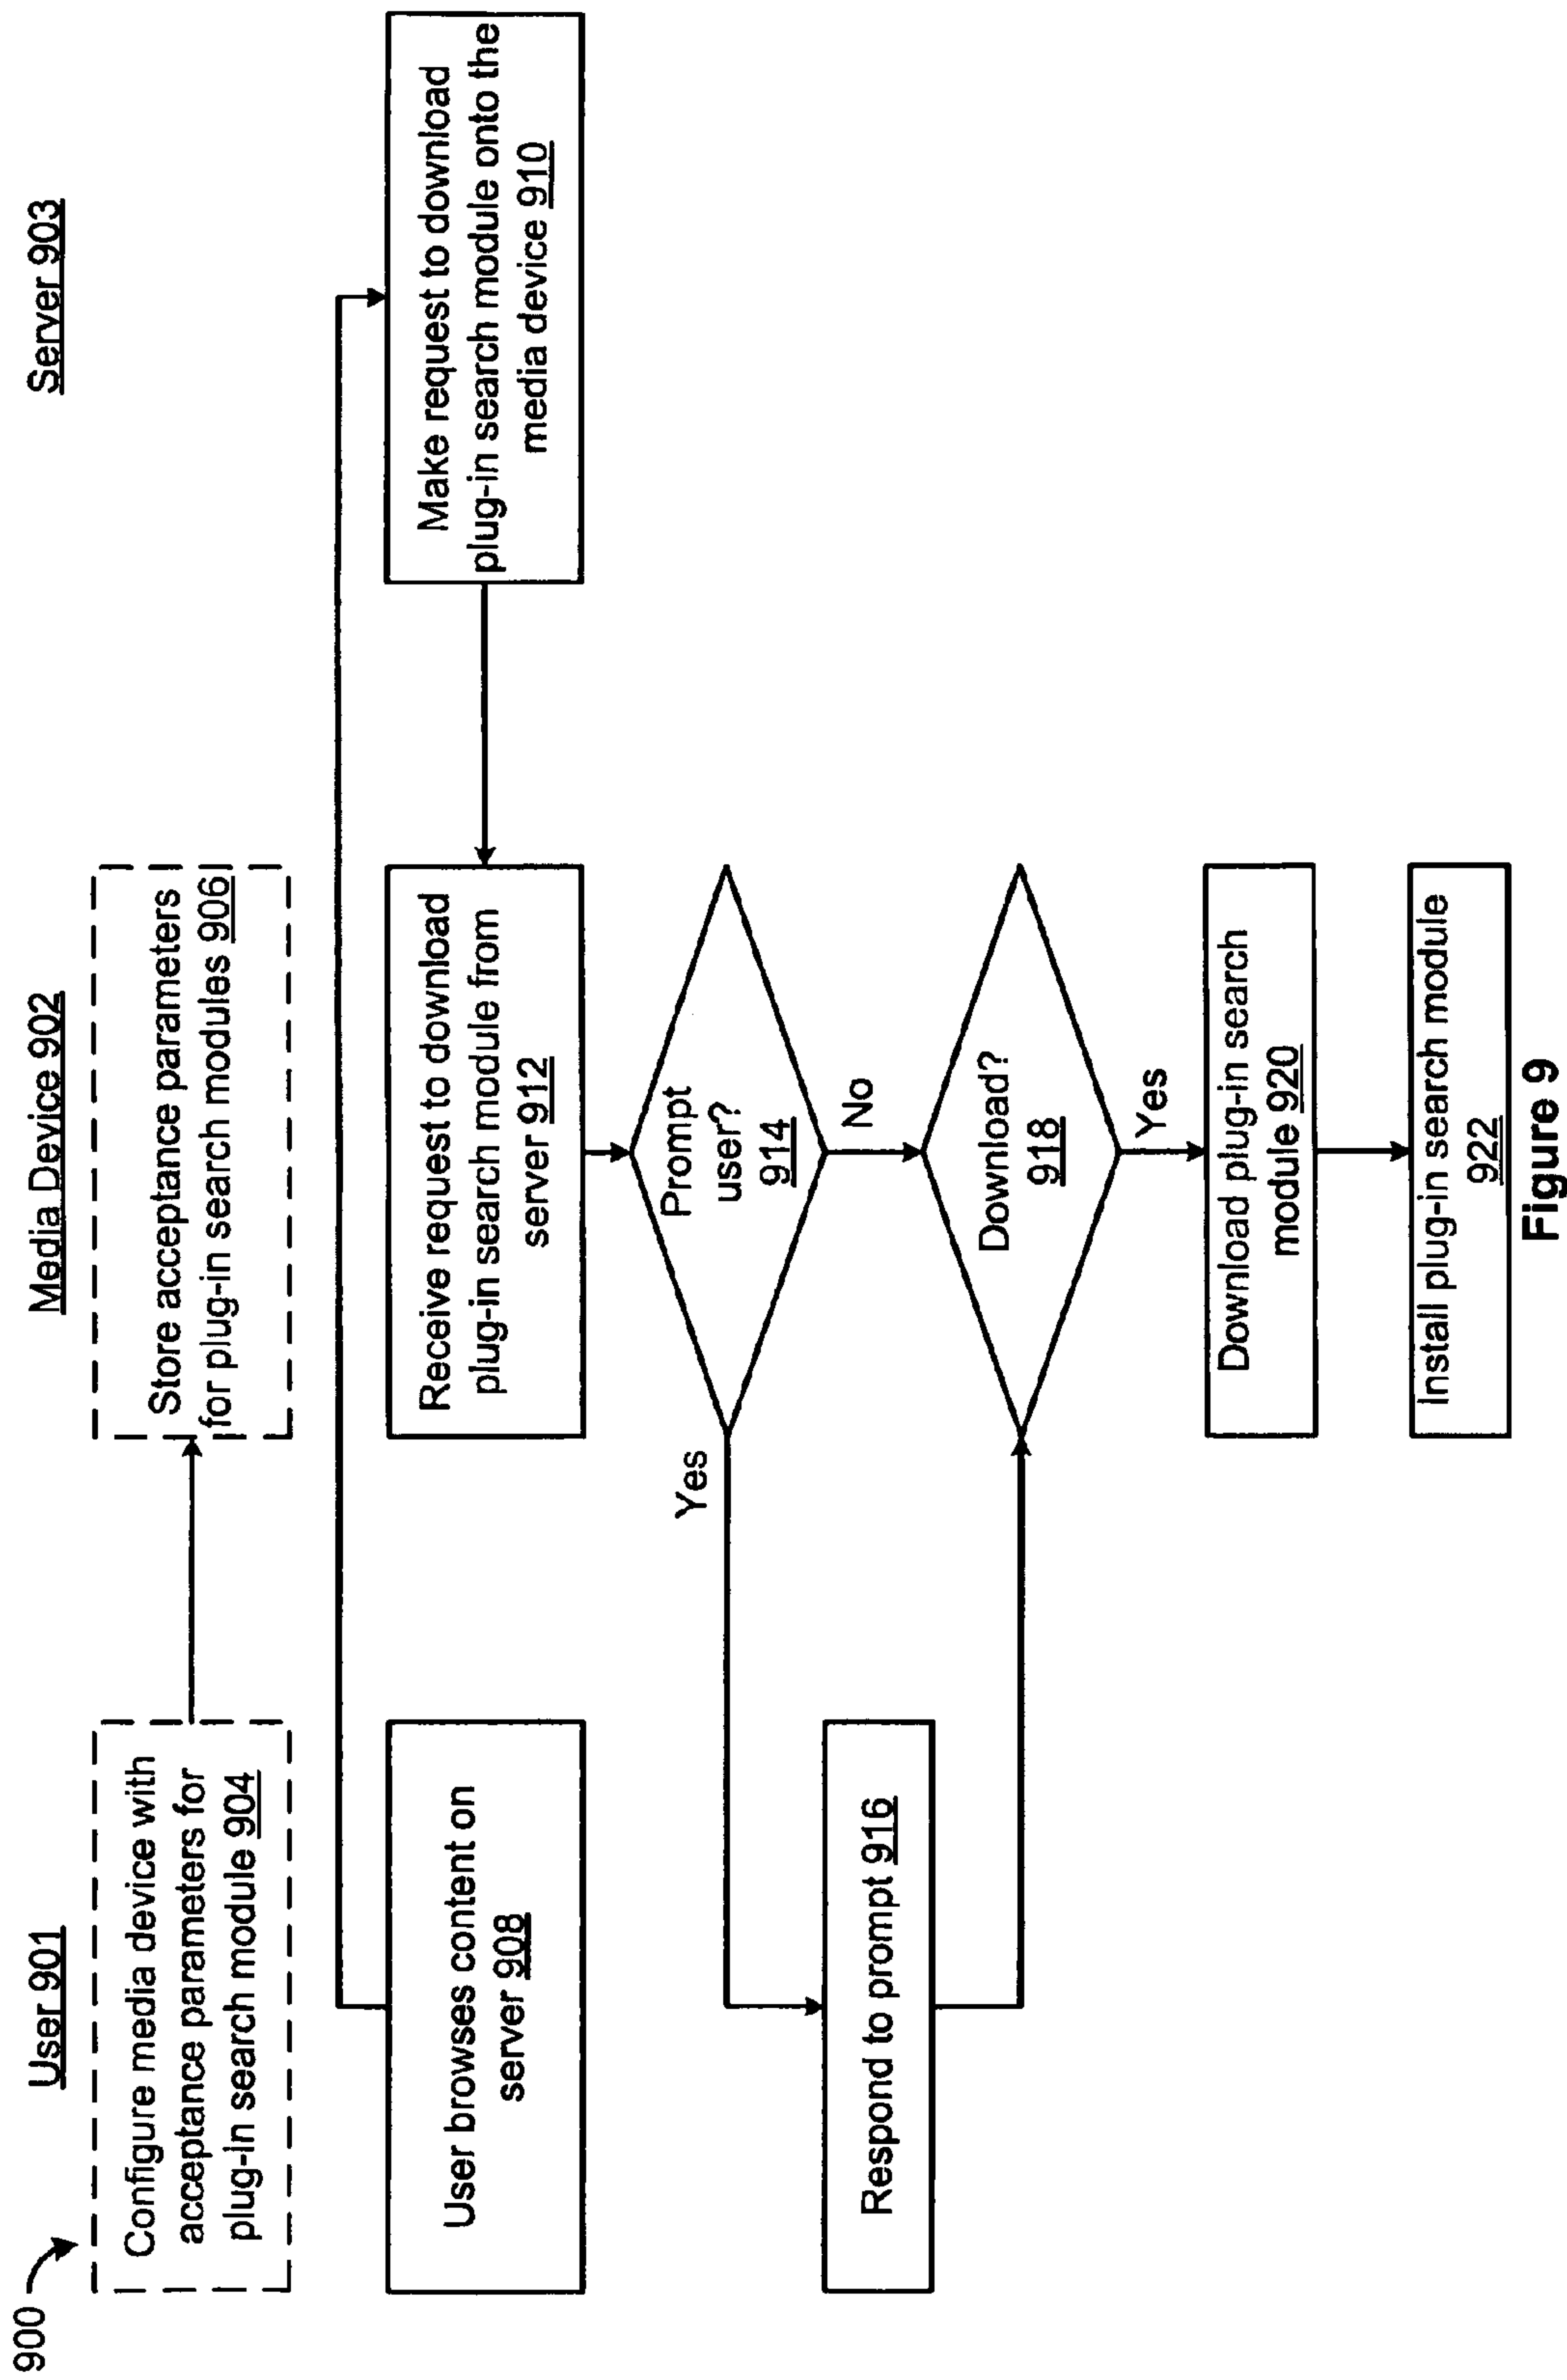 900
User 901
Media Device 902
Server 903
Configure media device with
acceptance parameters for
plug-in search module 904
Store acceptance parameters
for plug-in search modules 906
User browses content on
server 908
Receive request to download
plug-in search module from
server 912
Make request to download
plug-in search module onto the
media device 910
Prompt
user?
914
Yes
No
Respond to prompt 916
Download?
918
Yes
Download plug-in search
module 920
Install plug-in search module
922
Figure 9